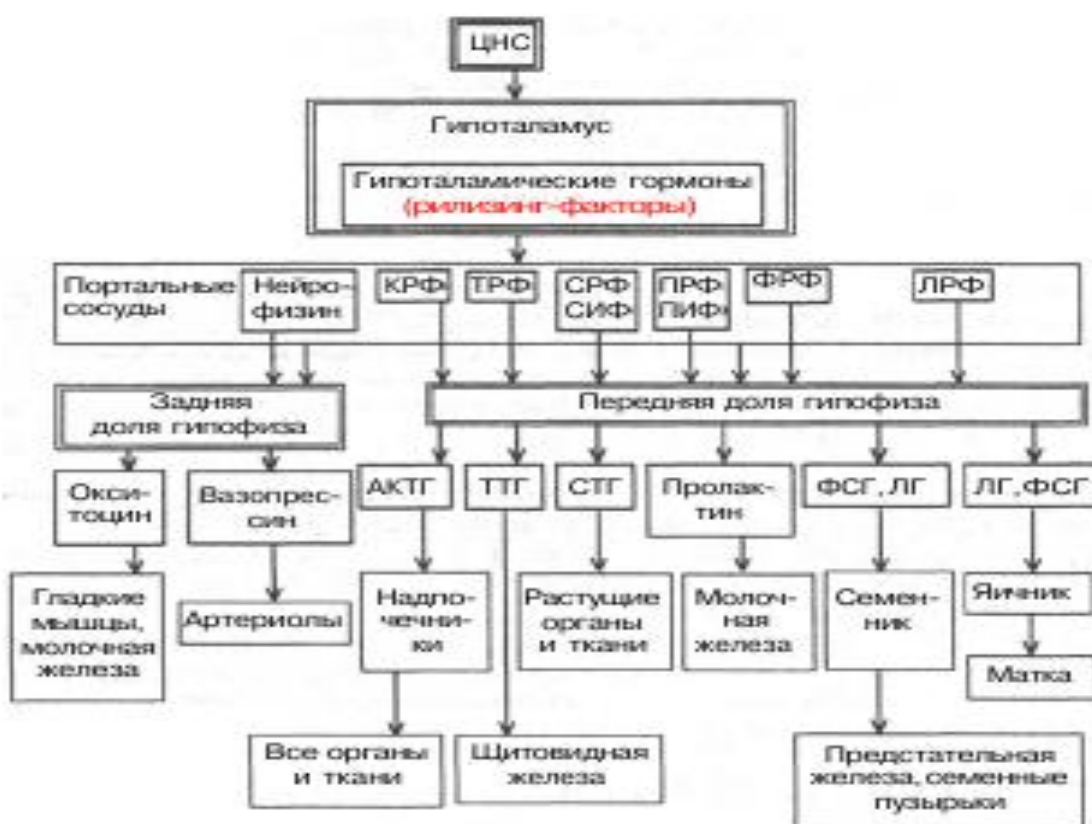 ЦНС
Гипоталамус
Гипоталамические гормоны
(рилизинг-факторы)
Портальные
сосуды
Нейро-
физин
КРФ
ТРФ
СРФ
СИФ
ПРФ
ПИФ
ФРФ
ЛРФ
Задняя
доля гипофиза
Передняя доля гипофиза
Окси-
тоцин
Вазопрес-
син
АКТГ
ТТГ
СТГ
Пролак-
тин
ФСГ, ЛГ
ЛГ, ФСГ
Гладкие
мышцы,
молочная
железа
Артериолы
Надпо-
чечни-
ки
Растущие
органы
и ткани
Молоч-
ная
железа
Семен-
ник
Яичник
Матка
Все органы
и ткани
Щитовидная
железа
Предстательная
железа, семенные
пузырьки